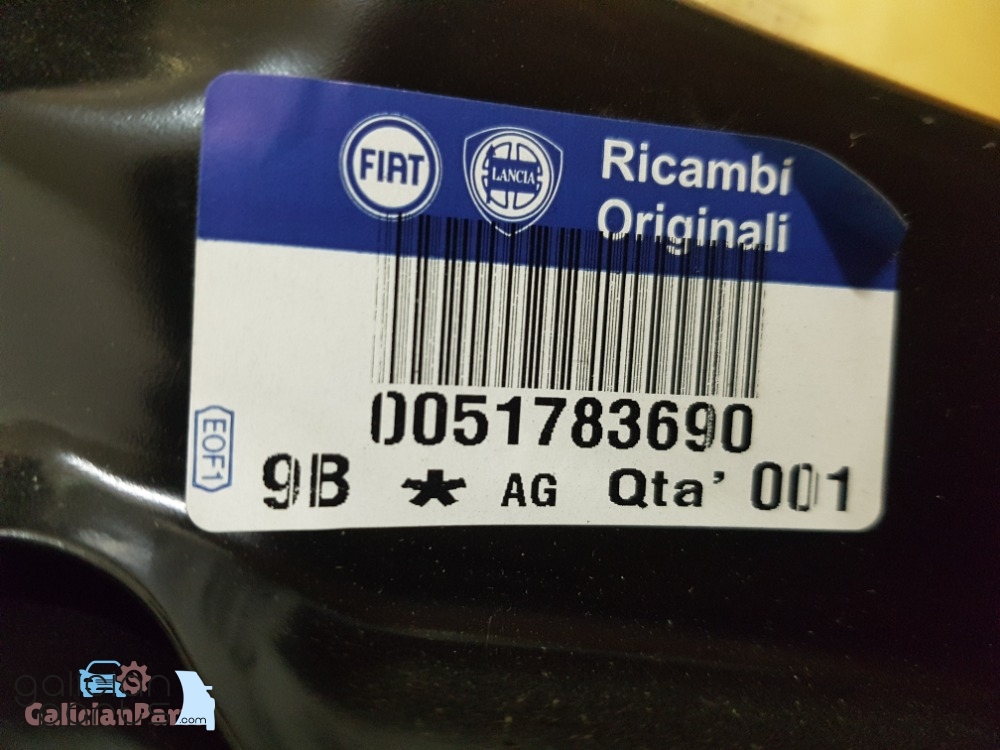 FIAT
LANCIA
Ricambi
Originali
0051783690
EOF1
9B * AG Qta' 001
GalicianPar
.com